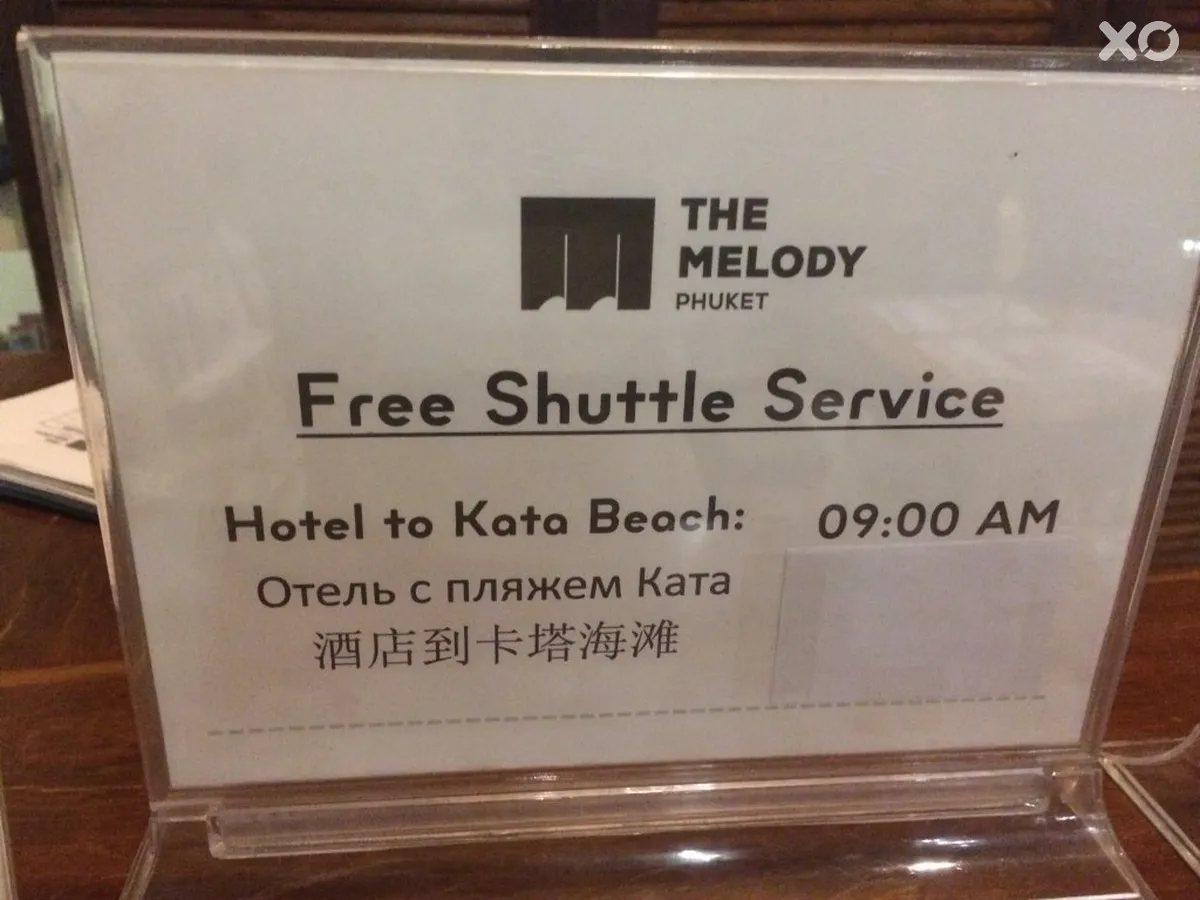 XO
THE
MELODY
PHUKET
Free Shuttle Service
Hotel to Kata Beach: 09:00 AM
Отель с пляжем Ката
酒店到卡塔海滩